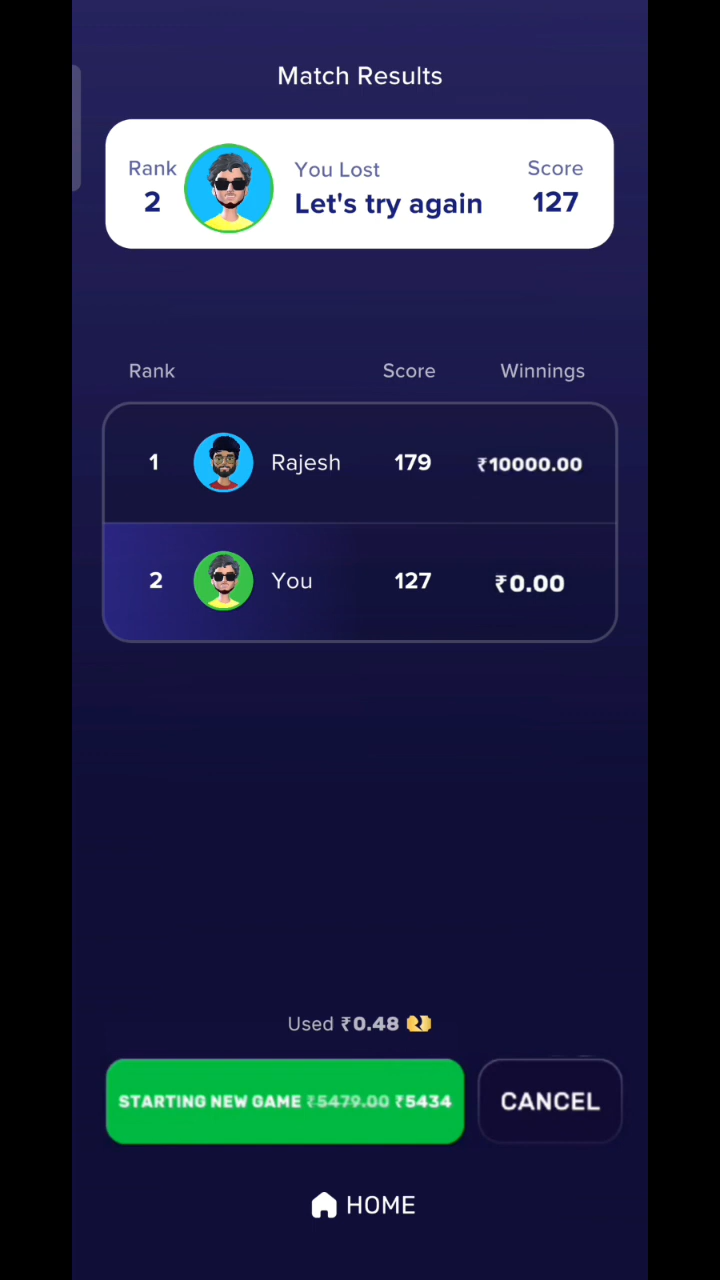 Match Results
Rank You Lost Score
2 Let's try again 127
Rank Score Winnings
1 Rajesh 179 ₹10000.00
2 You 127 ₹0.00
Used ₹0.48
STARTING NEW GAME ₹5479.00 ₹5434 CANCEL
HOME